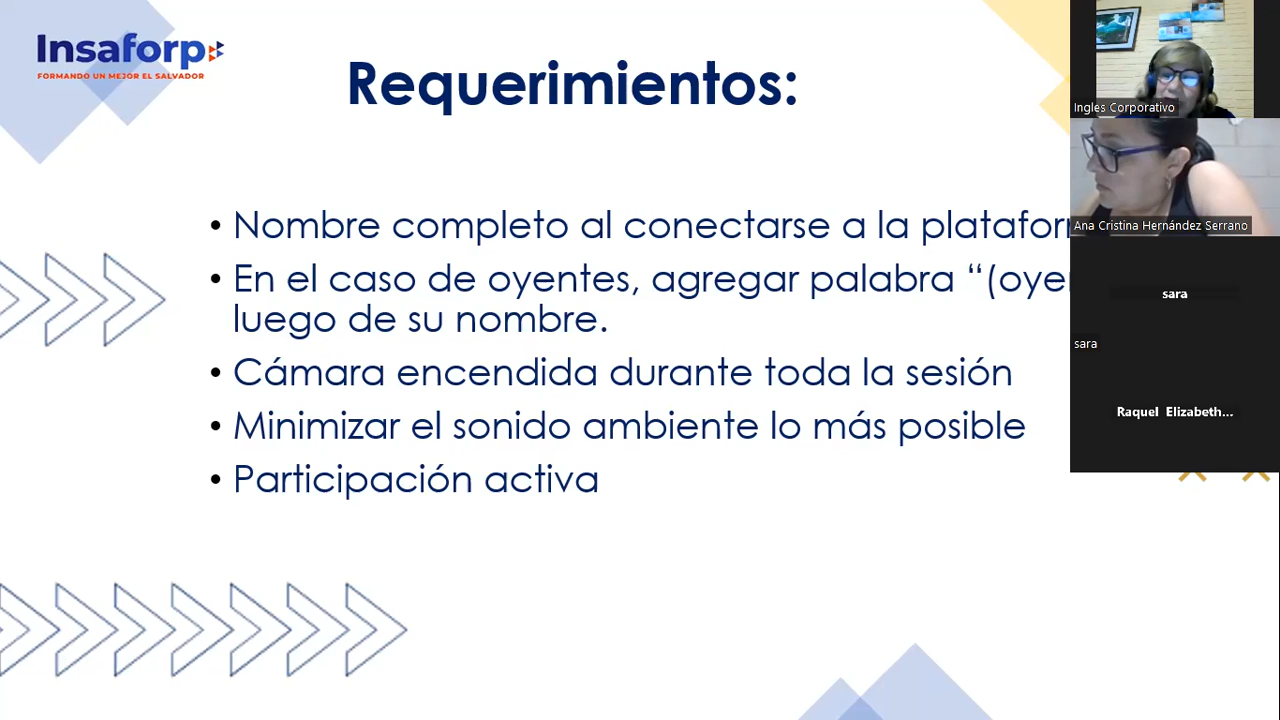 Insaforp
FORMANDO UN MEJOR EL SALVADOR
Requerimientos:
• Nombre completo al conectarse a la platafor
• En el caso de oyentes, agregar palabra “(oye
luego de su nombre.
• Cámara encendida durante toda la sesión
• Minimizar el sonido ambiente lo más posible
• Participación activa
Ingles Corporativo
Ana Cristina Hernández Serrano
sara
sara
Raquel Elizabeth...